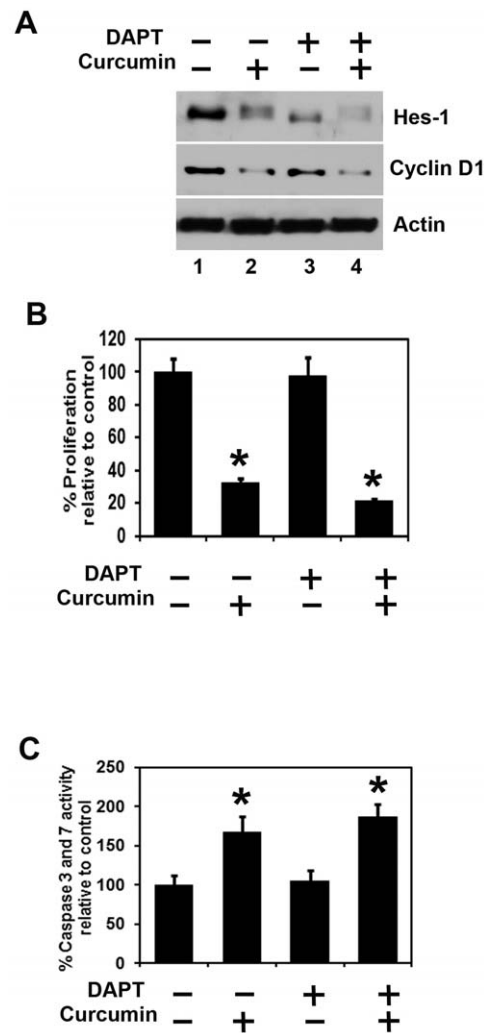 A
DAPT − − + +
Curcumin − + − +
Hes-1
Cyclin D1
Actin
1 2 3 4
B
% Proliferation
relative to control
120
100
80
60
40
20
0
* *
DAPT − − + +
Curcumin − + − +
C
% Caspase 3 and 7 activity
relative to control
250
200
150
100
50
0
* *
DAPT − − + +
Curcumin − + − +